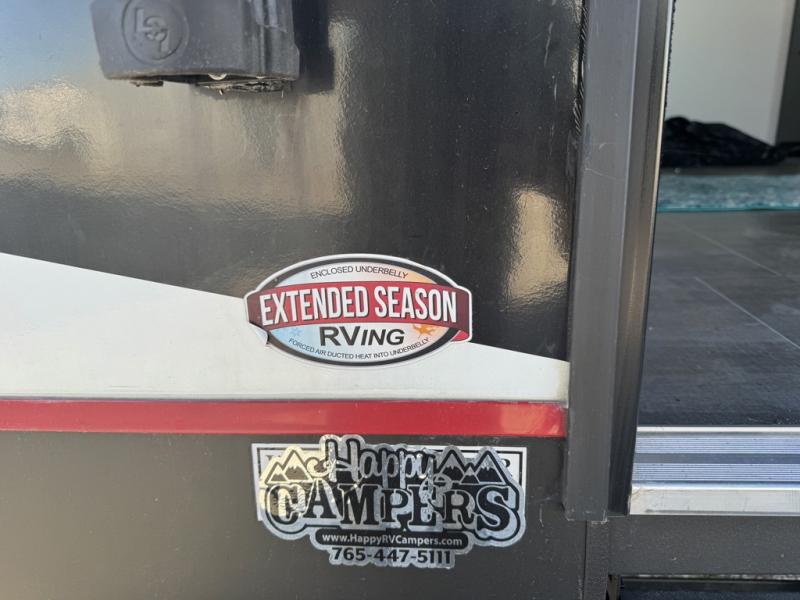 ENCLOSED UNDERBELLY
EXTENDED SEASON
RVING
FORCED AIR DUCTED HEAT INTO UNDERBELLY
Happy
CAMPERS
www.HappyRVCampers.com
765-447-5111